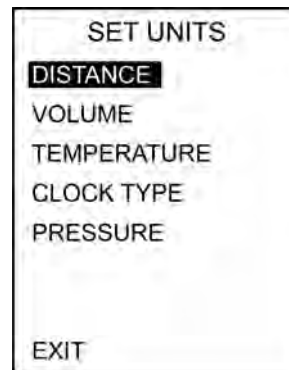 SET UNITS
DISTANCE
VOLUME
TEMPERATURE
CLOCK TYPE
PRESSURE
EXIT